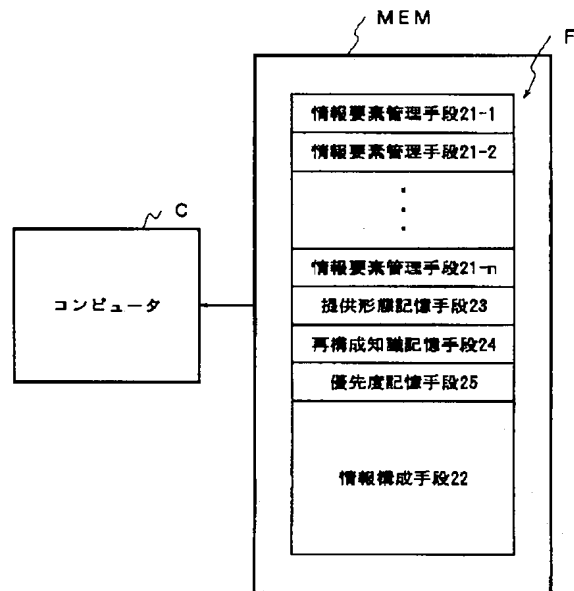 MEM
F
情報要素管理手段21-1
情報要素管理手段21-2
C
コンピュータ
情報要素管理手段21-n
提供形態記憶手段23
再構成知識記憶手段24
優先度記憶手段25
情報構成手段22